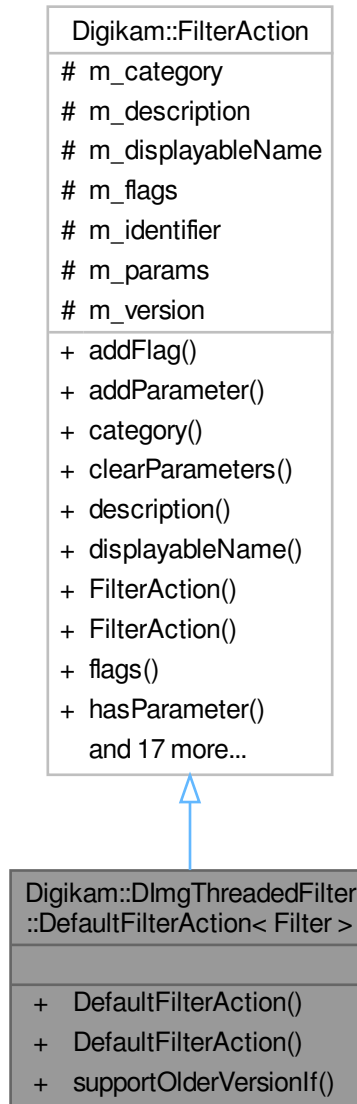 Digikam::FilterAction
# m_category
# m_description
# m_displayableName
# m_flags
# m_identifier
# m_params
# m_version
+ addFlag()
+ addParameter()
+ category()
+ clearParameters()
+ description()
+ displayableName()
+ FilterAction()
+ FilterAction()
+ flags()
+ hasParameter()
and 17 more...
Digikam::DImgThreadedFilter
::DefaultFilterAction< Filter >
+ DefaultFilterAction()
+ DefaultFilterAction()
+ supportOlderVersionIf()